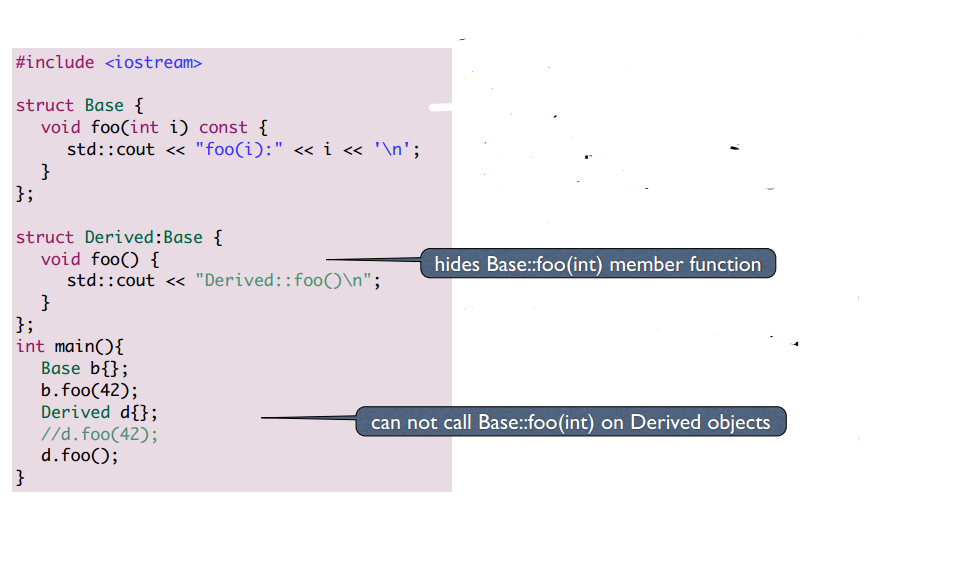 #include <iostream>
struct Base {
void foo(int i) const {
std::cout << "foo(i):" << i << '\n';
}
};
struct Derived:Base {
void foo() {
hides Base::foo(int) member function
std::cout << "Derived::foo()\n";
}
};
int main(){
Base b{};
b.foo(42);
Derived d{};
can not call Base::foo(int) on Derived objects
//d.foo(42);
d.foo();
}